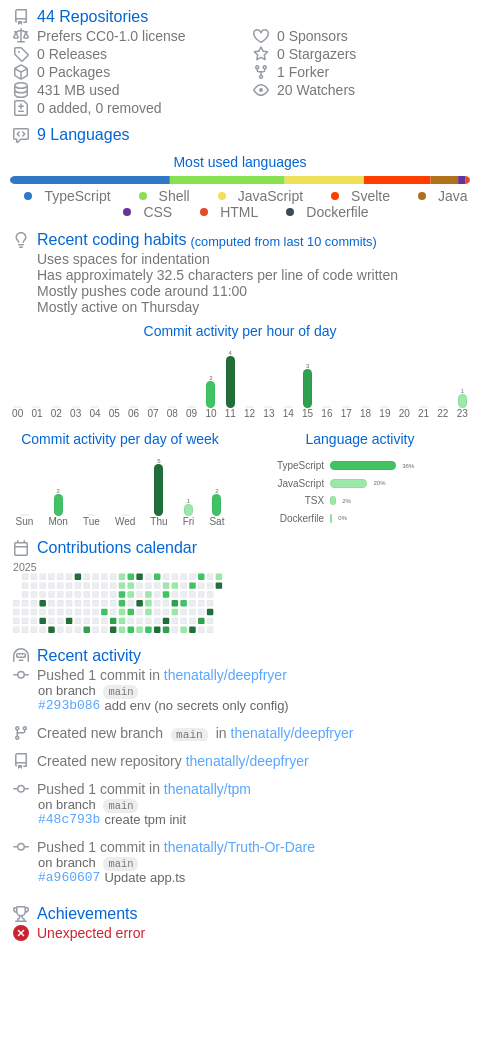 44 Repositories
Prefers CC0-1.0 license
0 Sponsors
0 Releases
0 Stargazers
0 Packages
1 Forker
431 MB used
20 Watchers
0 added, 0 removed
9 Languages
Most used languages
TypeScript Shell JavaScript Svelte Java
CSS HTML Dockerfile
Recent coding habits (computed from last 10 commits)
Uses spaces for indentation
Has approximately 32.5 characters per line of code written
Mostly pushes code around 11:00
Mostly active on Thursday
Commit activity per hour of day
2 4 3 1
00 01 02 03 04 05 06 07 08 09 10 11 12 13 14 15 16 17 18 19 20 21 22 23
Commit activity per day of week
2 5 1 2
Sun Mon Tue Wed Thu Fri Sat
Language activity
TypeScript 36%
JavaScript 20%
TSX 2%
Dockerfile 0%
Contributions calendar
2025
Recent activity
Pushed 1 commit in thenatally/deepfryer
on branch main
#293b086 add env (no secrets only config)
Created new branch main in thenatally/deepfryer
Created new repository thenatally/deepfryer
Pushed 1 commit in thenatally/tpm
on branch main
#48c793b create tpm init
Pushed 1 commit in thenatally/Truth-Or-Dare
on branch main
#a960607 Update app.ts
Achievements
Unexpected error